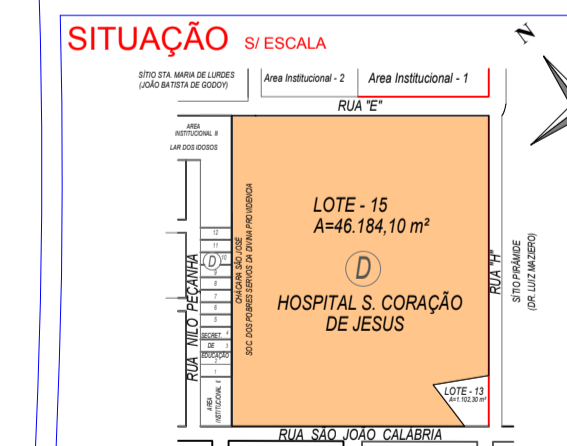 SITUAÇÃO S/ ESCALA
N
SÍTIO STA. MARIA DE LURDES
(JOÃO BATISTA DE GODOY)
Area Institucional - 2
Area Institucional - 1
RUA "E"
AREA
INSTITUCIONAL III
LAR DOS IDOSOS
LOTE - 15
A=46.184,10 m²
D
HOSPITAL S. CORAÇÃO
DE JESUS
CHÁCARA SÃO JOSÉ
SOC. DOS POBRES SERVOS DA DIVINA PROVIDENCIA
RUA NILO PEÇANHA
12
11
10
D
9
8
7
6
5
SECRET. 4
DE 3
EDUCAÇÃO
2
1
AREA
INSTITUCIONAL II
RUA "H"
SÍTIO PIRÂMIDE
(DR. LUTZ MAZIERO)
LOTE - 13
A=1.102,30 m²
RUA SÃO JOÃO CALÁBRIA